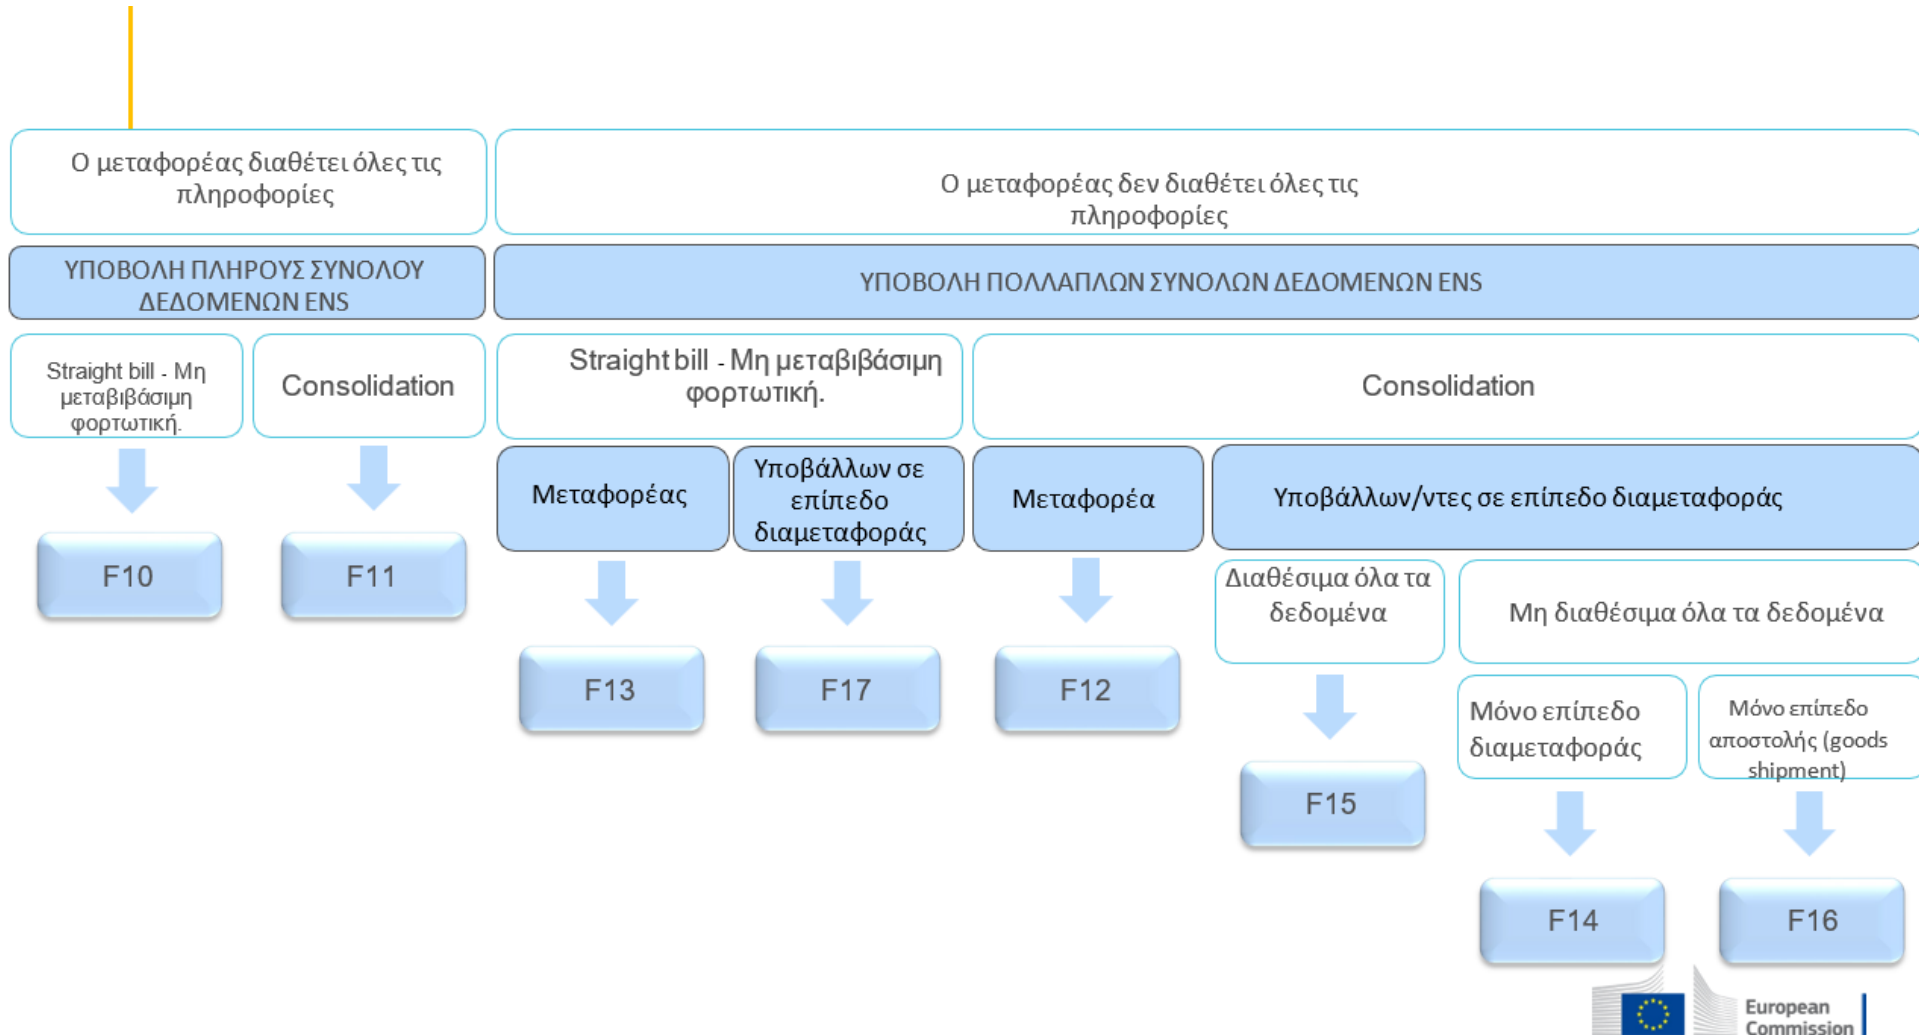 Ο μεταφορέας διαθέτει όλες τις
πληροφορίες
Ο μεταφορέας δεν διαθέτει όλες τις
πληροφορίες
ΥΠΟΒΟΛΗ ΠΛΗΡΟΥΣ ΣΥΝΟΛΟΥ
ΔΕΔΟΜΕΝΩΝ ENS
ΥΠΟΒΟΛΗ ΠΟΛΛΑΠΛΩΝ ΣΥΝΟΛΩΝ ΔΕΔΟΜΕΝΩΝ ENS
Straight bill - Μη
μεταβιβάσιμη
φορτωτική.
Consolidation
Straight bill - Μη μεταβιβάσιμη
φορτωτική.
Consolidation
Μεταφορέας
Υποβάλλων σε
επίπεδο
διαμεταφοράς
Μεταφορέα
Υποβάλλων/ντες σε επίπεδο διαμεταφοράς
F10
F11
Διαθέσιμα όλα τα
δεδομένα
Μη διαθέσιμα όλα τα δεδομένα
F13
F17
F12
Μόνο επίπεδο
διαμεταφοράς
Μόνο επίπεδο
αποστολής (goods
shipment)
F15
F14
F16
European
Commission